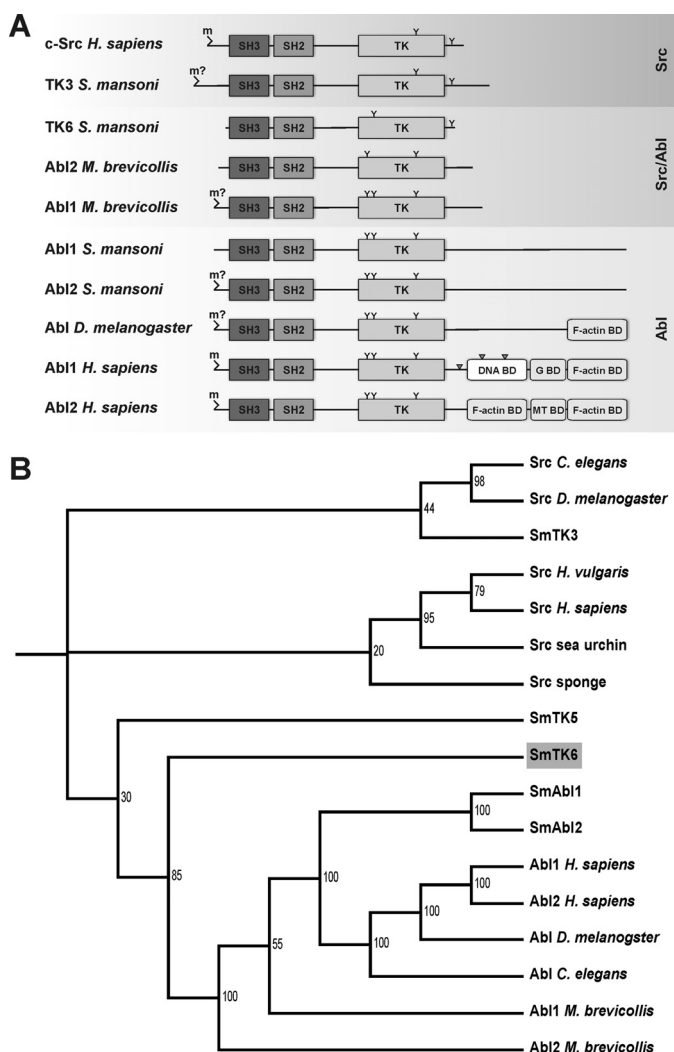 A
c-Src H. sapiens m SH3 SH2 TK Y Y
TK3 S. mansoni m? SH3 SH2 TK Y Y
Src
TK6 S. mansoni SH3 SH2 TK Y Y
Abl2 M. brevicollis SH3 SH2 TK Y Y
Abl1 M. brevicollis m? SH3 SH2 TK YY Y
Src/Abl
Abl1 S. mansoni SH3 SH2 TK YY Y
Abl2 S. mansoni m? SH3 SH2 TK YY Y
Abl D. melanogaster m? SH3 SH2 TK YY Y F-actin BD
Abl1 H. sapiens m SH3 SH2 TK YY Y DNA BD G BD F-actin BD
Abl2 H. sapiens m SH3 SH2 TK YY Y F-actin BD MT BD F-actin BD
Abl
B
Src C. elegans
98
Src D. melanogaster
44
SmTK3
Src H. vulgaris
79
Src H. sapiens
95
Src sea urchin
20
Src sponge
SmTK5
30
SmTK6
85
SmAbl1
100
SmAbl2
100
Abl1 H. sapiens
100
Abl2 H. sapiens
100
Abl D. melanogster
100
Abl C. elegans
55
Abl1 M. brevicollis
100
Abl2 M. brevicollis